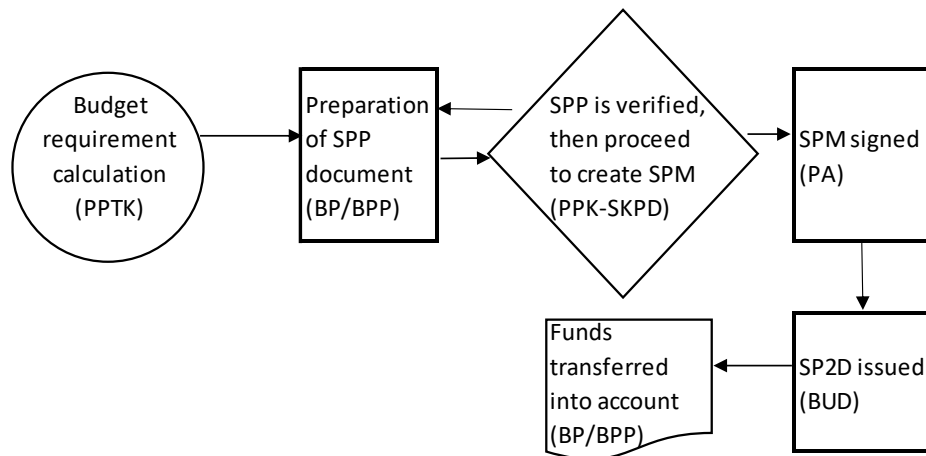 Budget
requirement
calculation
(PPTK)
Preparation
of SPP
document
(BP/BPP)
SPP is verified,
then proceed
to create SPM
(PPK-SKPD)
SPM signed
(PA)
SP2D issued
(BUD)
Funds
transferred
into account
(BP/BPP)